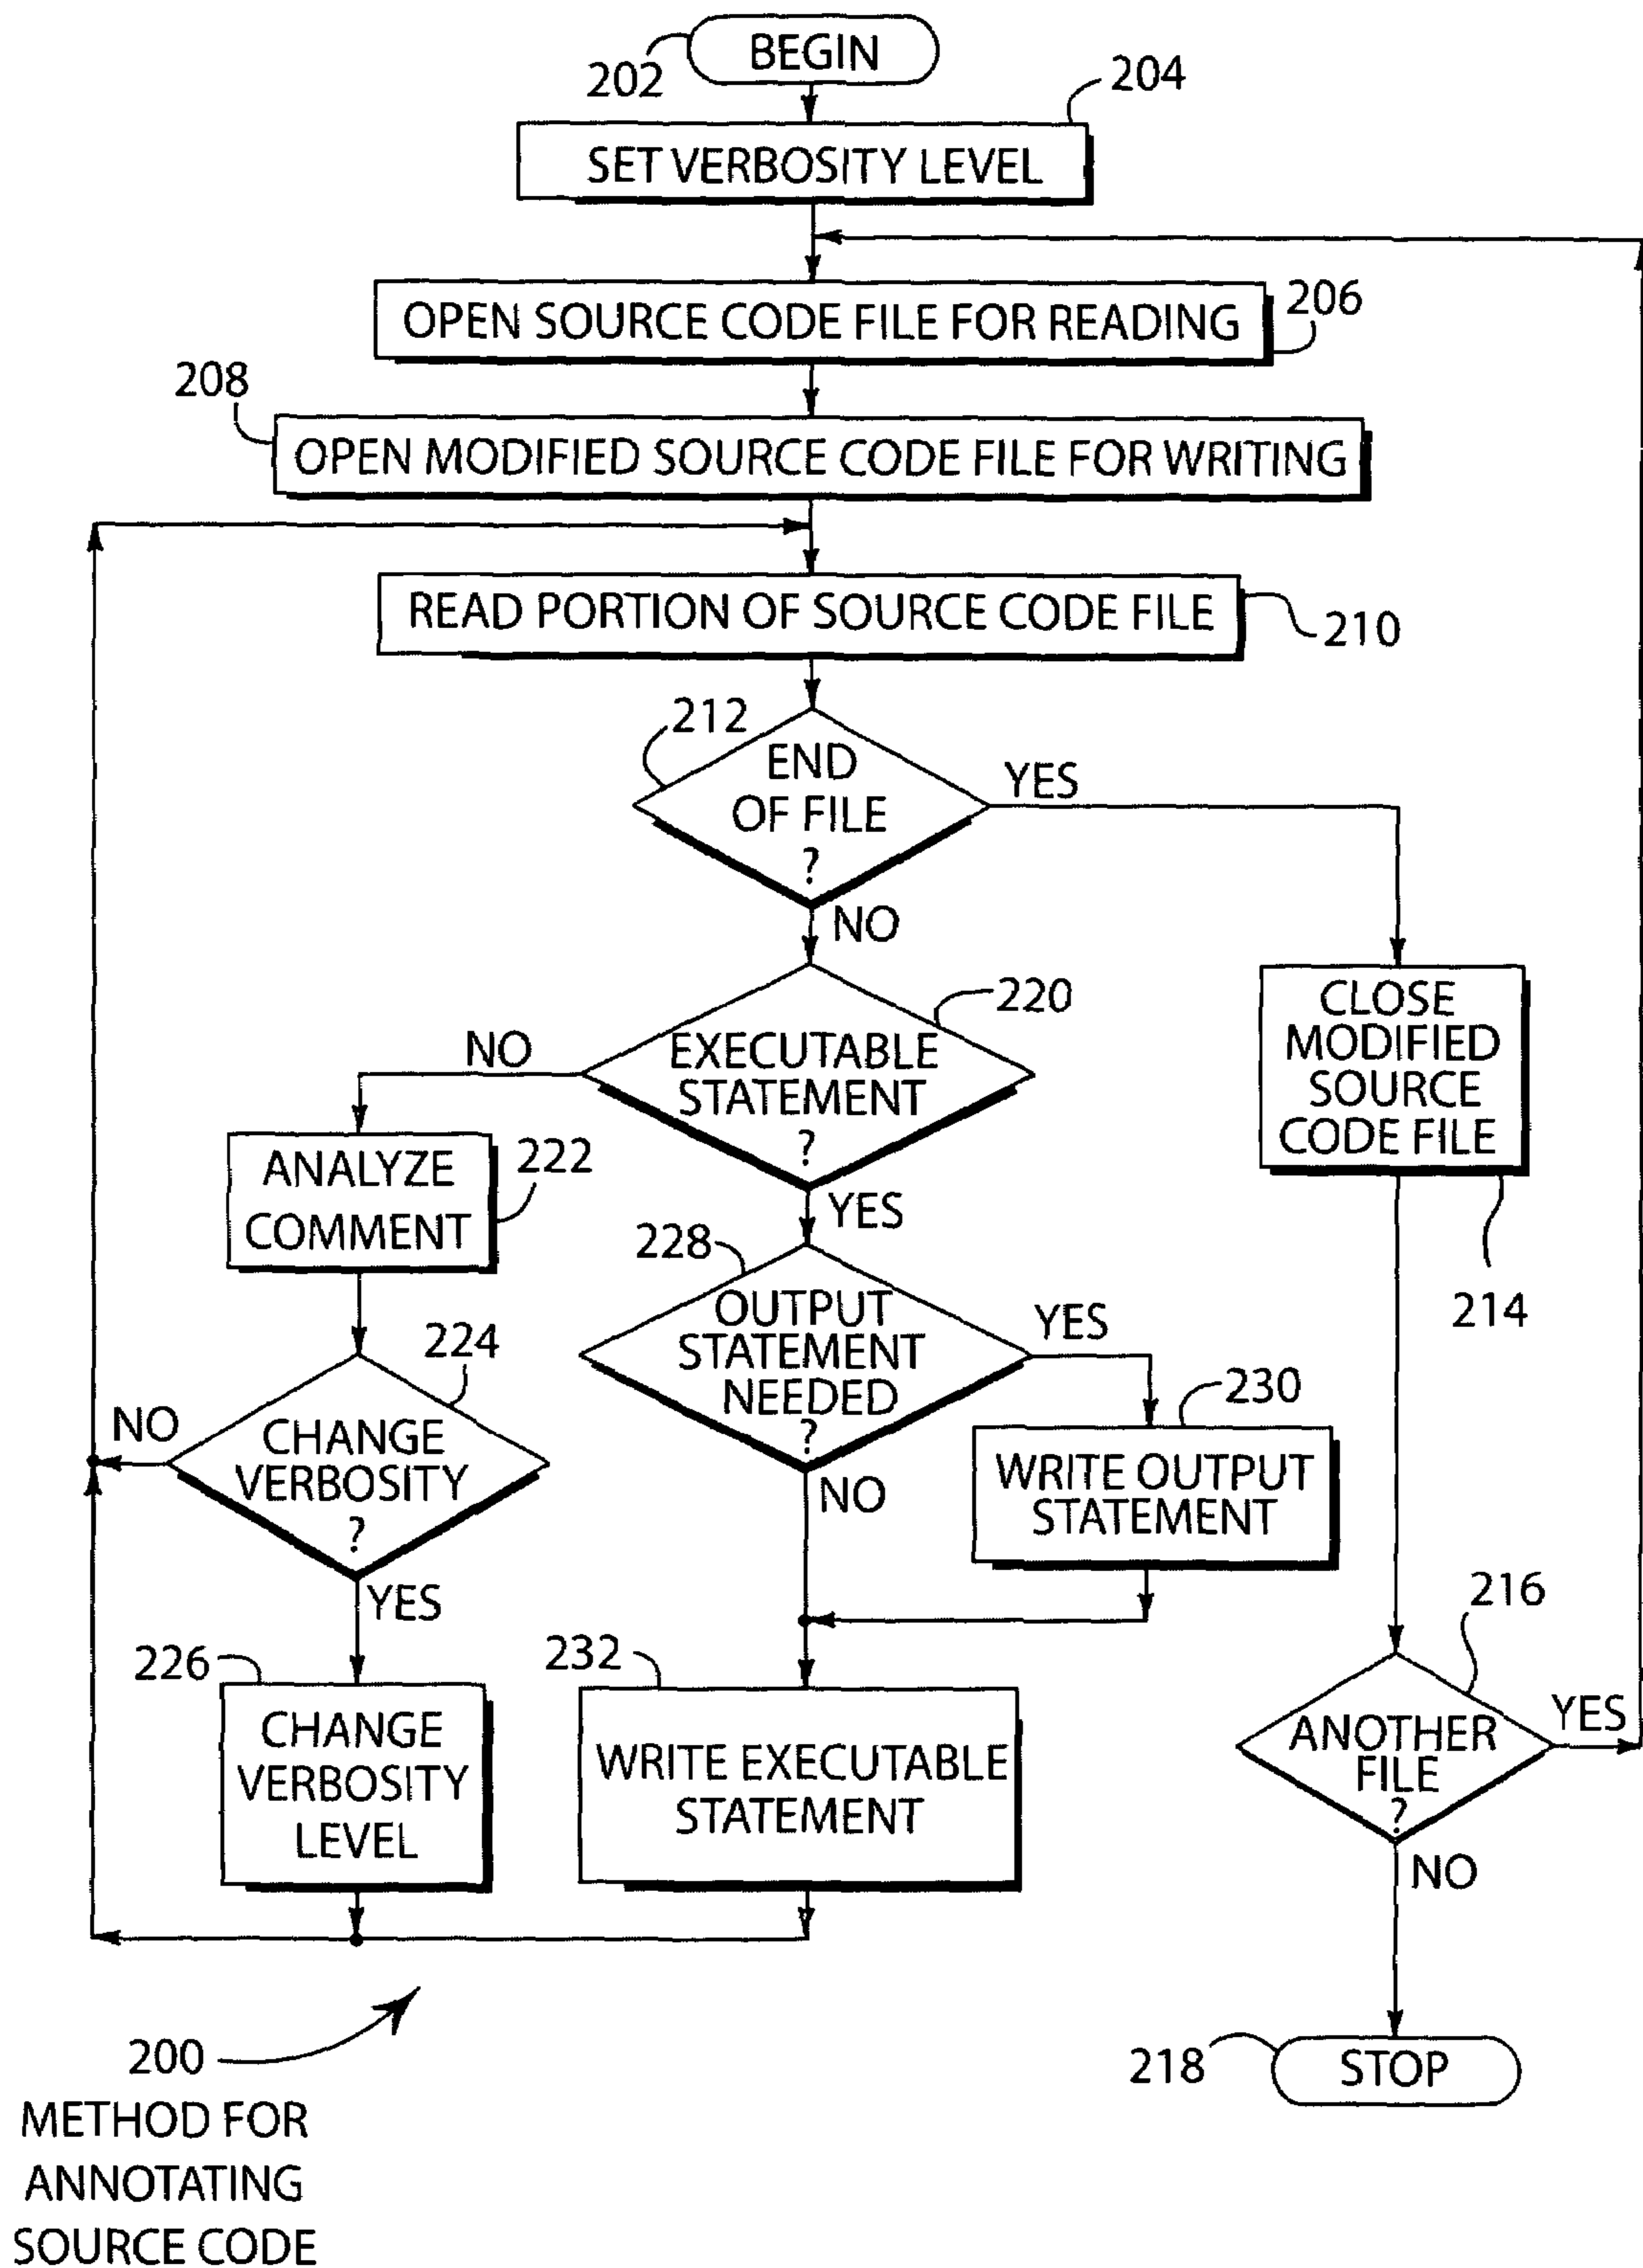 BEGIN
202
204
SET VERBOSITY LEVEL
OPEN SOURCE CODE FILE FOR READING
206
208
OPEN MODIFIED SOURCE CODE FILE FOR WRITING
READ PORTION OF SOURCE CODE FILE
210
212
END
OF FILE
?
YES
NO
220
EXECUTABLE
STATEMENT
?
NO
YES
CLOSE
MODIFIED
SOURCE
CODE FILE
214
ANALYZE
COMMENT
222
228
OUTPUT
STATEMENT
NEEDED
?
YES
NO
224
CHANGE
VERBOSITY
?
NO
YES
230
WRITE OUTPUT
STATEMENT
226
CHANGE
VERBOSITY
LEVEL
232
WRITE EXECUTABLE
STATEMENT
216
ANOTHER
FILE
?
YES
NO
218
STOP
200
METHOD FOR
ANNOTATING
SOURCE CODE